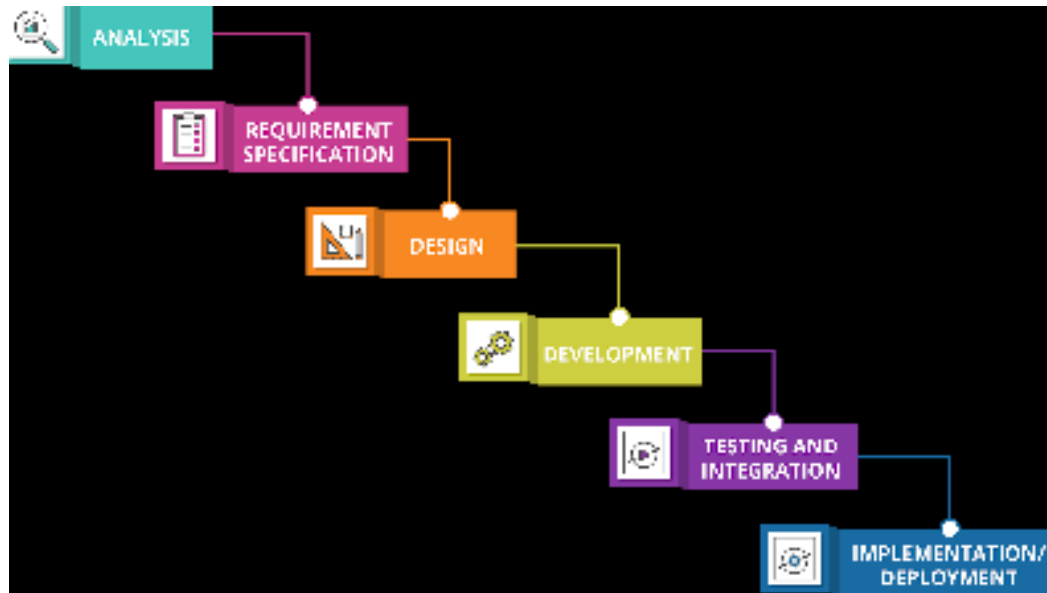 ANALYSIS
REQUIREMENT
SPECIFICATION
DESIGN
DEVELOPMENT
TESTING AND
INTEGRATION
IMPLEMENTATION/
DEPLOYMENT